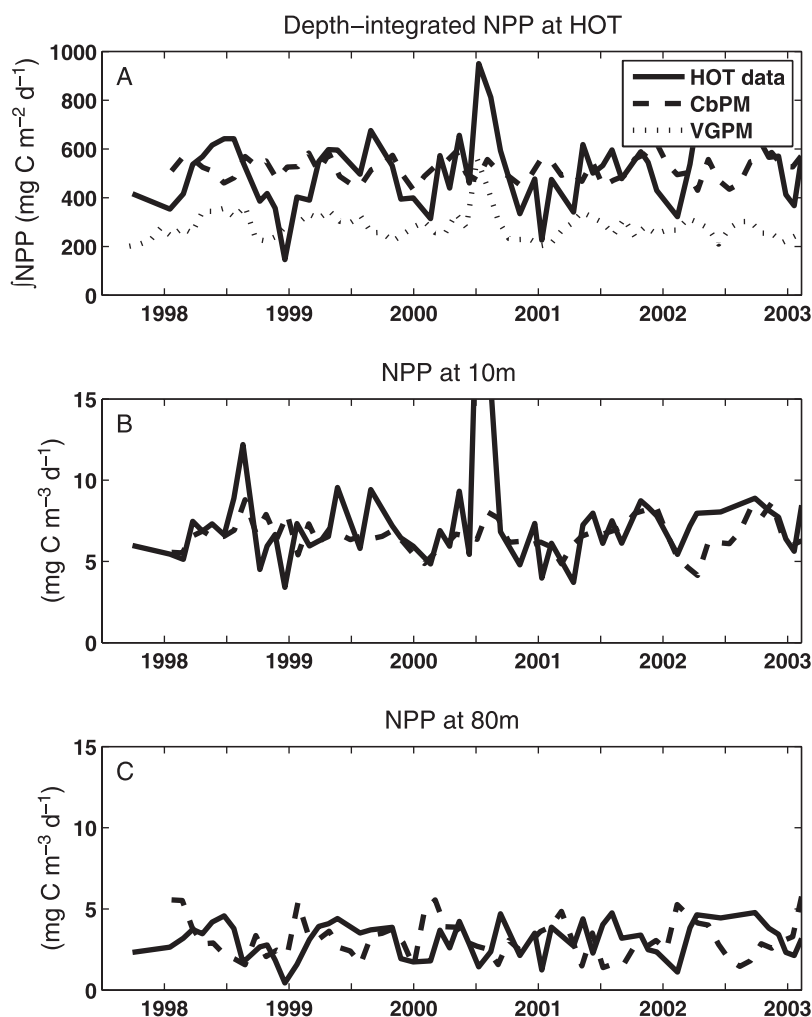 Depth−integrated NPP at HOT
A
∫NPP (mg C m−2 d−1)
1000
800
600
400
200
0
HOT data
CbPM
VGPM
1998 1999 2000 2001 2002 2003
NPP at 10m
B
(mg C m−3 d−1)
15
10
5
0
1998 1999 2000 2001 2002 2003
NPP at 80m
C
(mg C m−3 d−1)
15
10
5
0
1998 1999 2000 2001 2002 2003